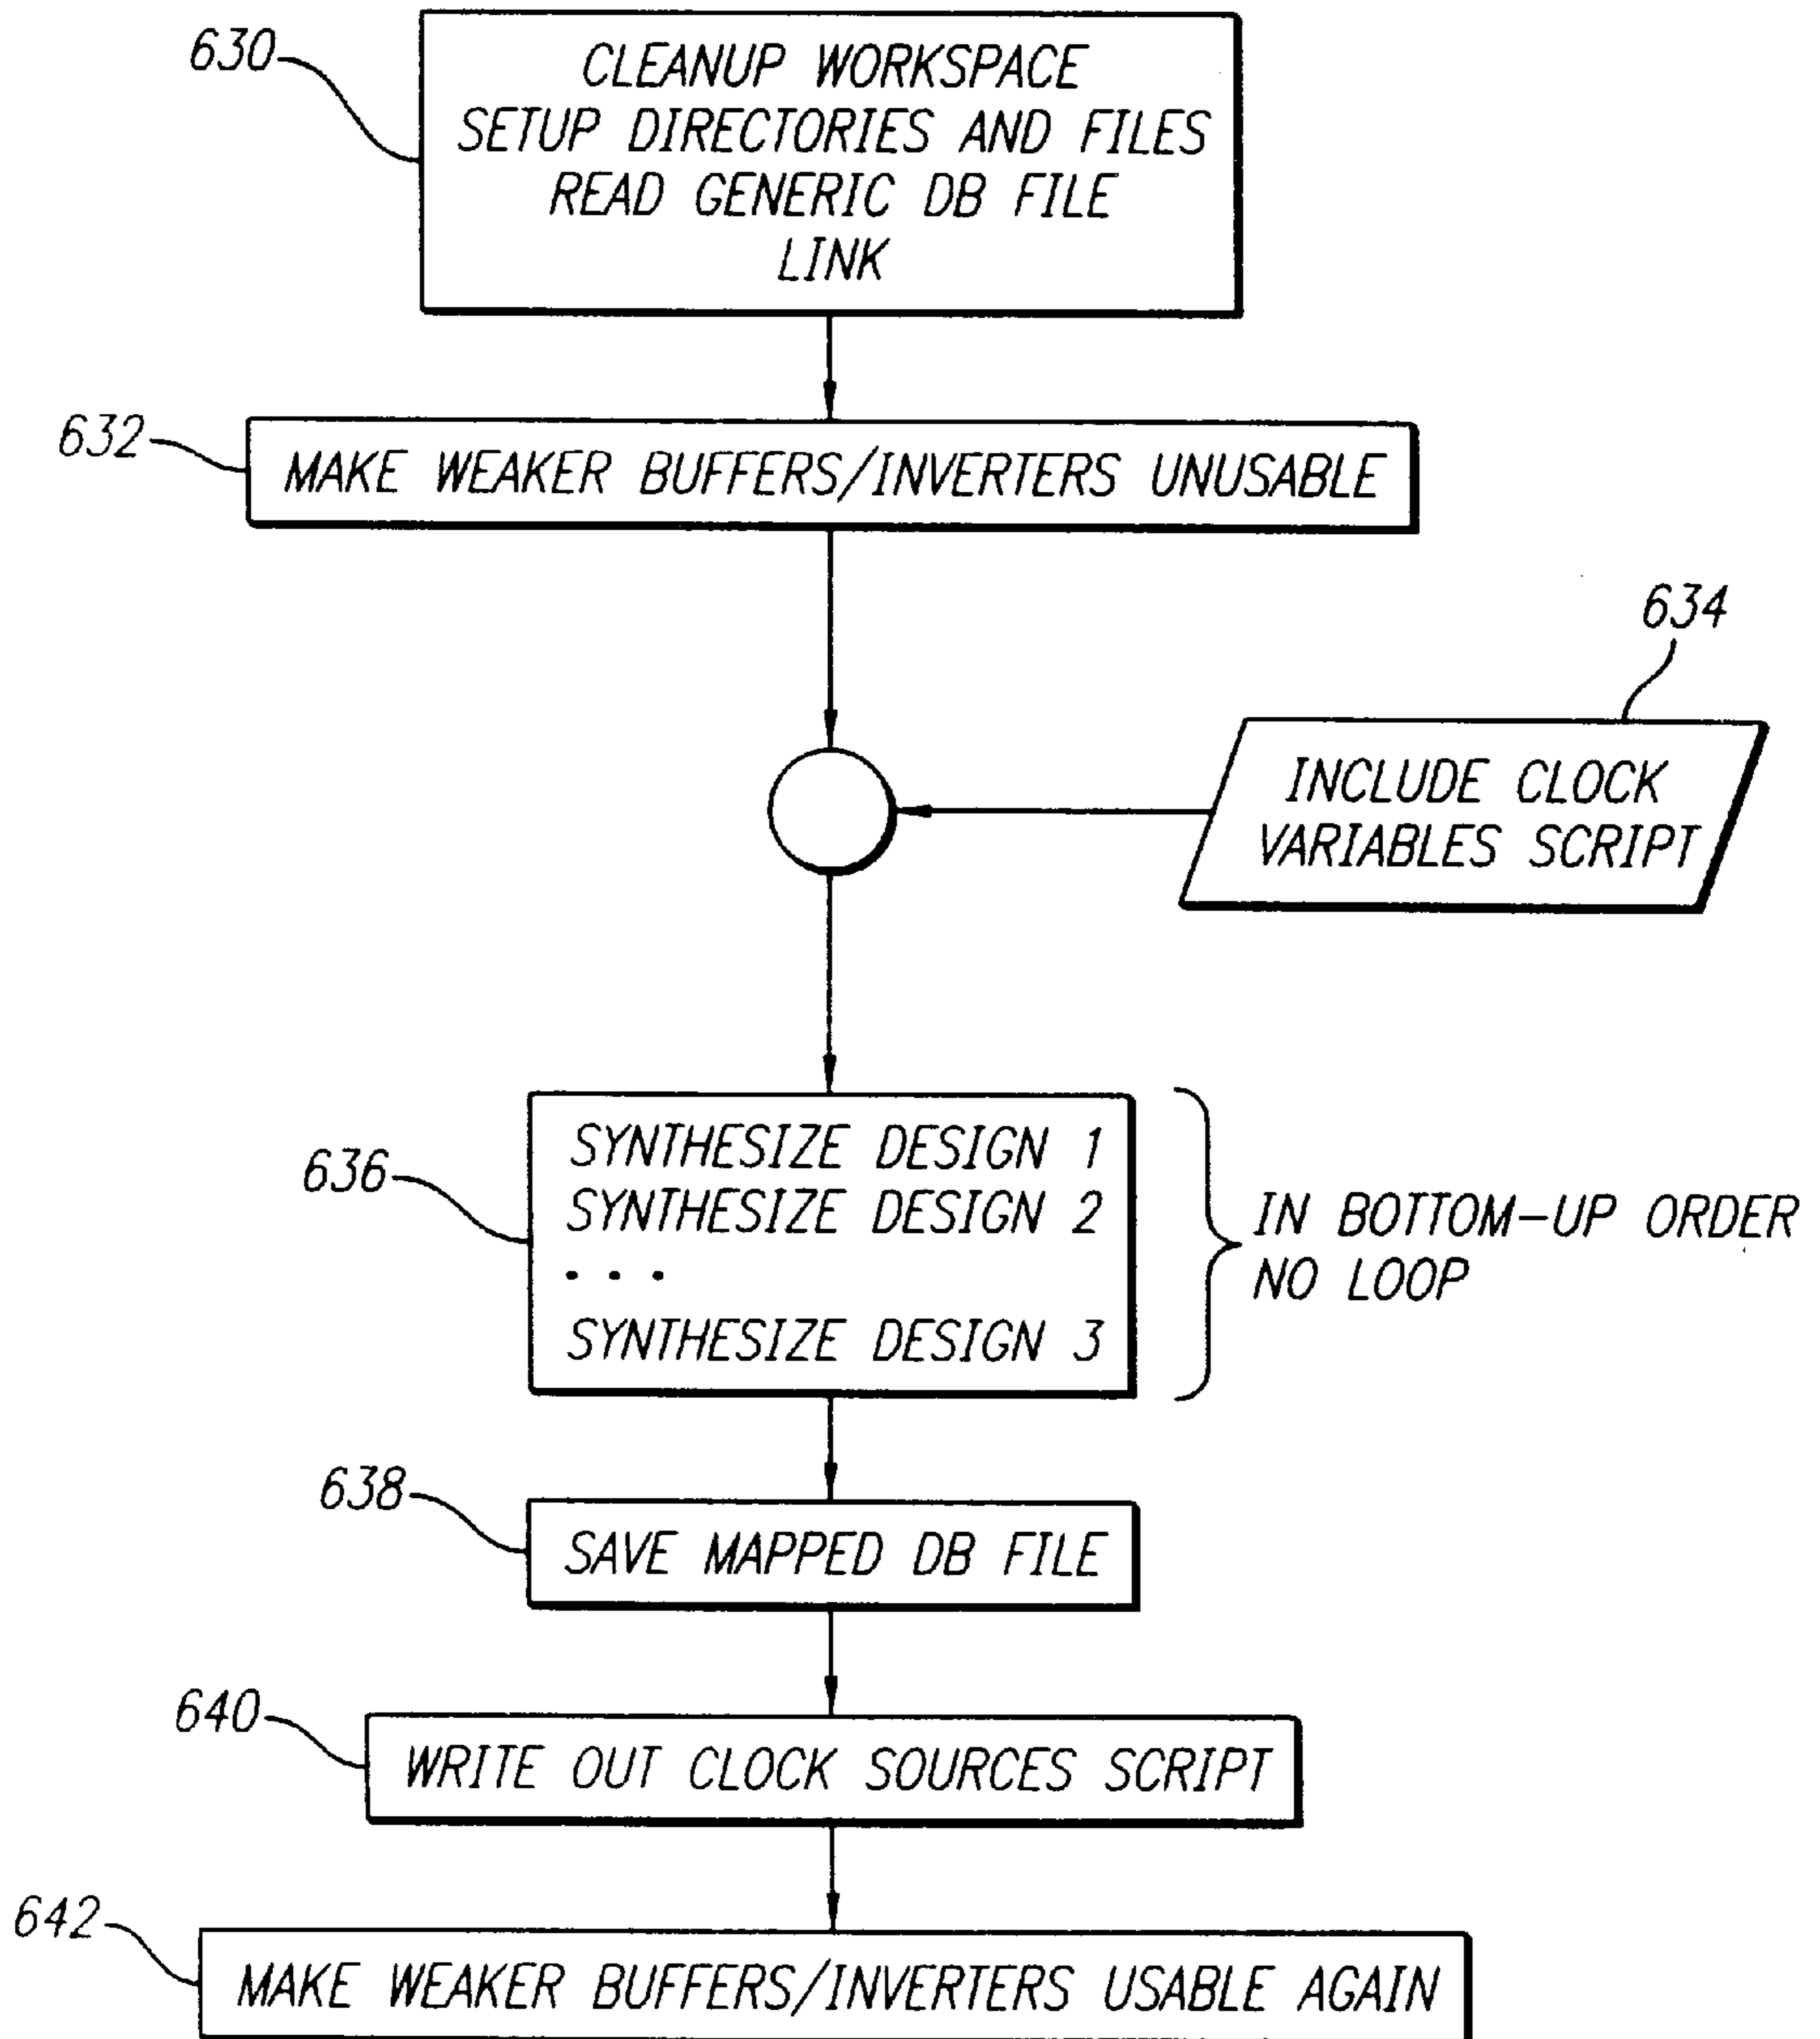 630
CLEANUP WORKSPACE
SETUP DIRECTORIES AND FILES
READ GENERIC DB FILE
LINK
632
MAKE WEAKER BUFFERS/INVERTERS UNUSABLE
634
INCLUDE CLOCK
VARIABLES SCRIPT
636
SYNTHESIZE DESIGN 1
SYNTHESIZE DESIGN 2
. . .
SYNTHESIZE DESIGN 3
IN BOTTOM-UP ORDER
NO LOOP
638
SAVE MAPPED DB FILE
640
WRITE OUT CLOCK SOURCES SCRIPT
642
MAKE WEAKER BUFFERS/INVERTERS USABLE AGAIN